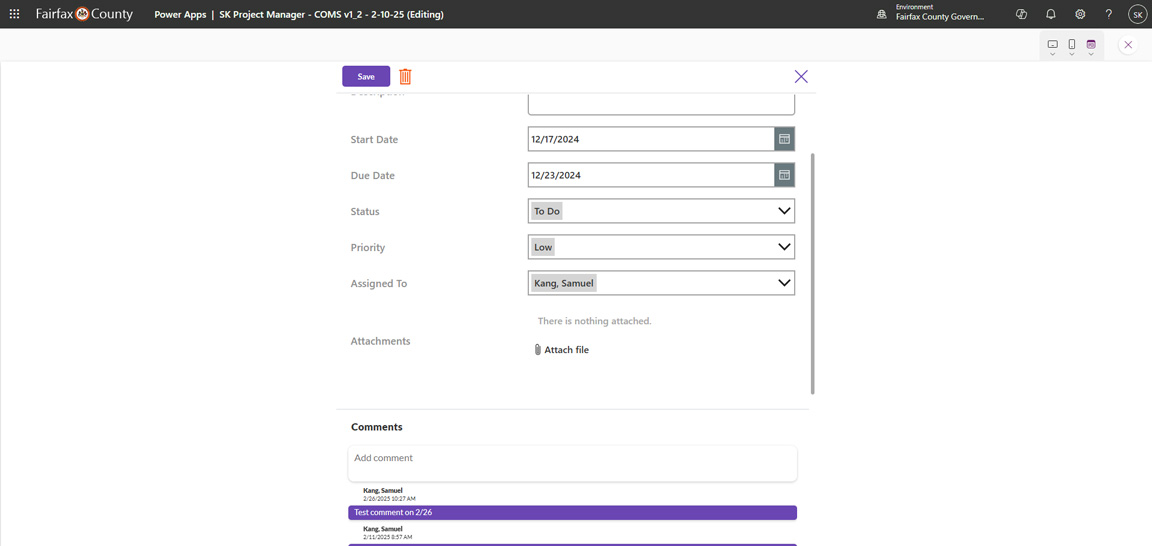 Fairfax County
Power Apps | SK Project Manager - COMS v1_2 - 2-10-25 (Editing)
Environment
Fairfax County Govern...
?
SK
Save
Description
Start Date
12/17/2024
Due Date
12/23/2024
Status
To Do
Priority
Low
Assigned To
Kang, Samuel
There is nothing attached.
Attachments
Attach file
Comments
Add comment
Kang, Samuel
2/26/2025 10:27 AM
Test comment on 2/26
Kang, Samuel
2/11/2025 8:57 AM